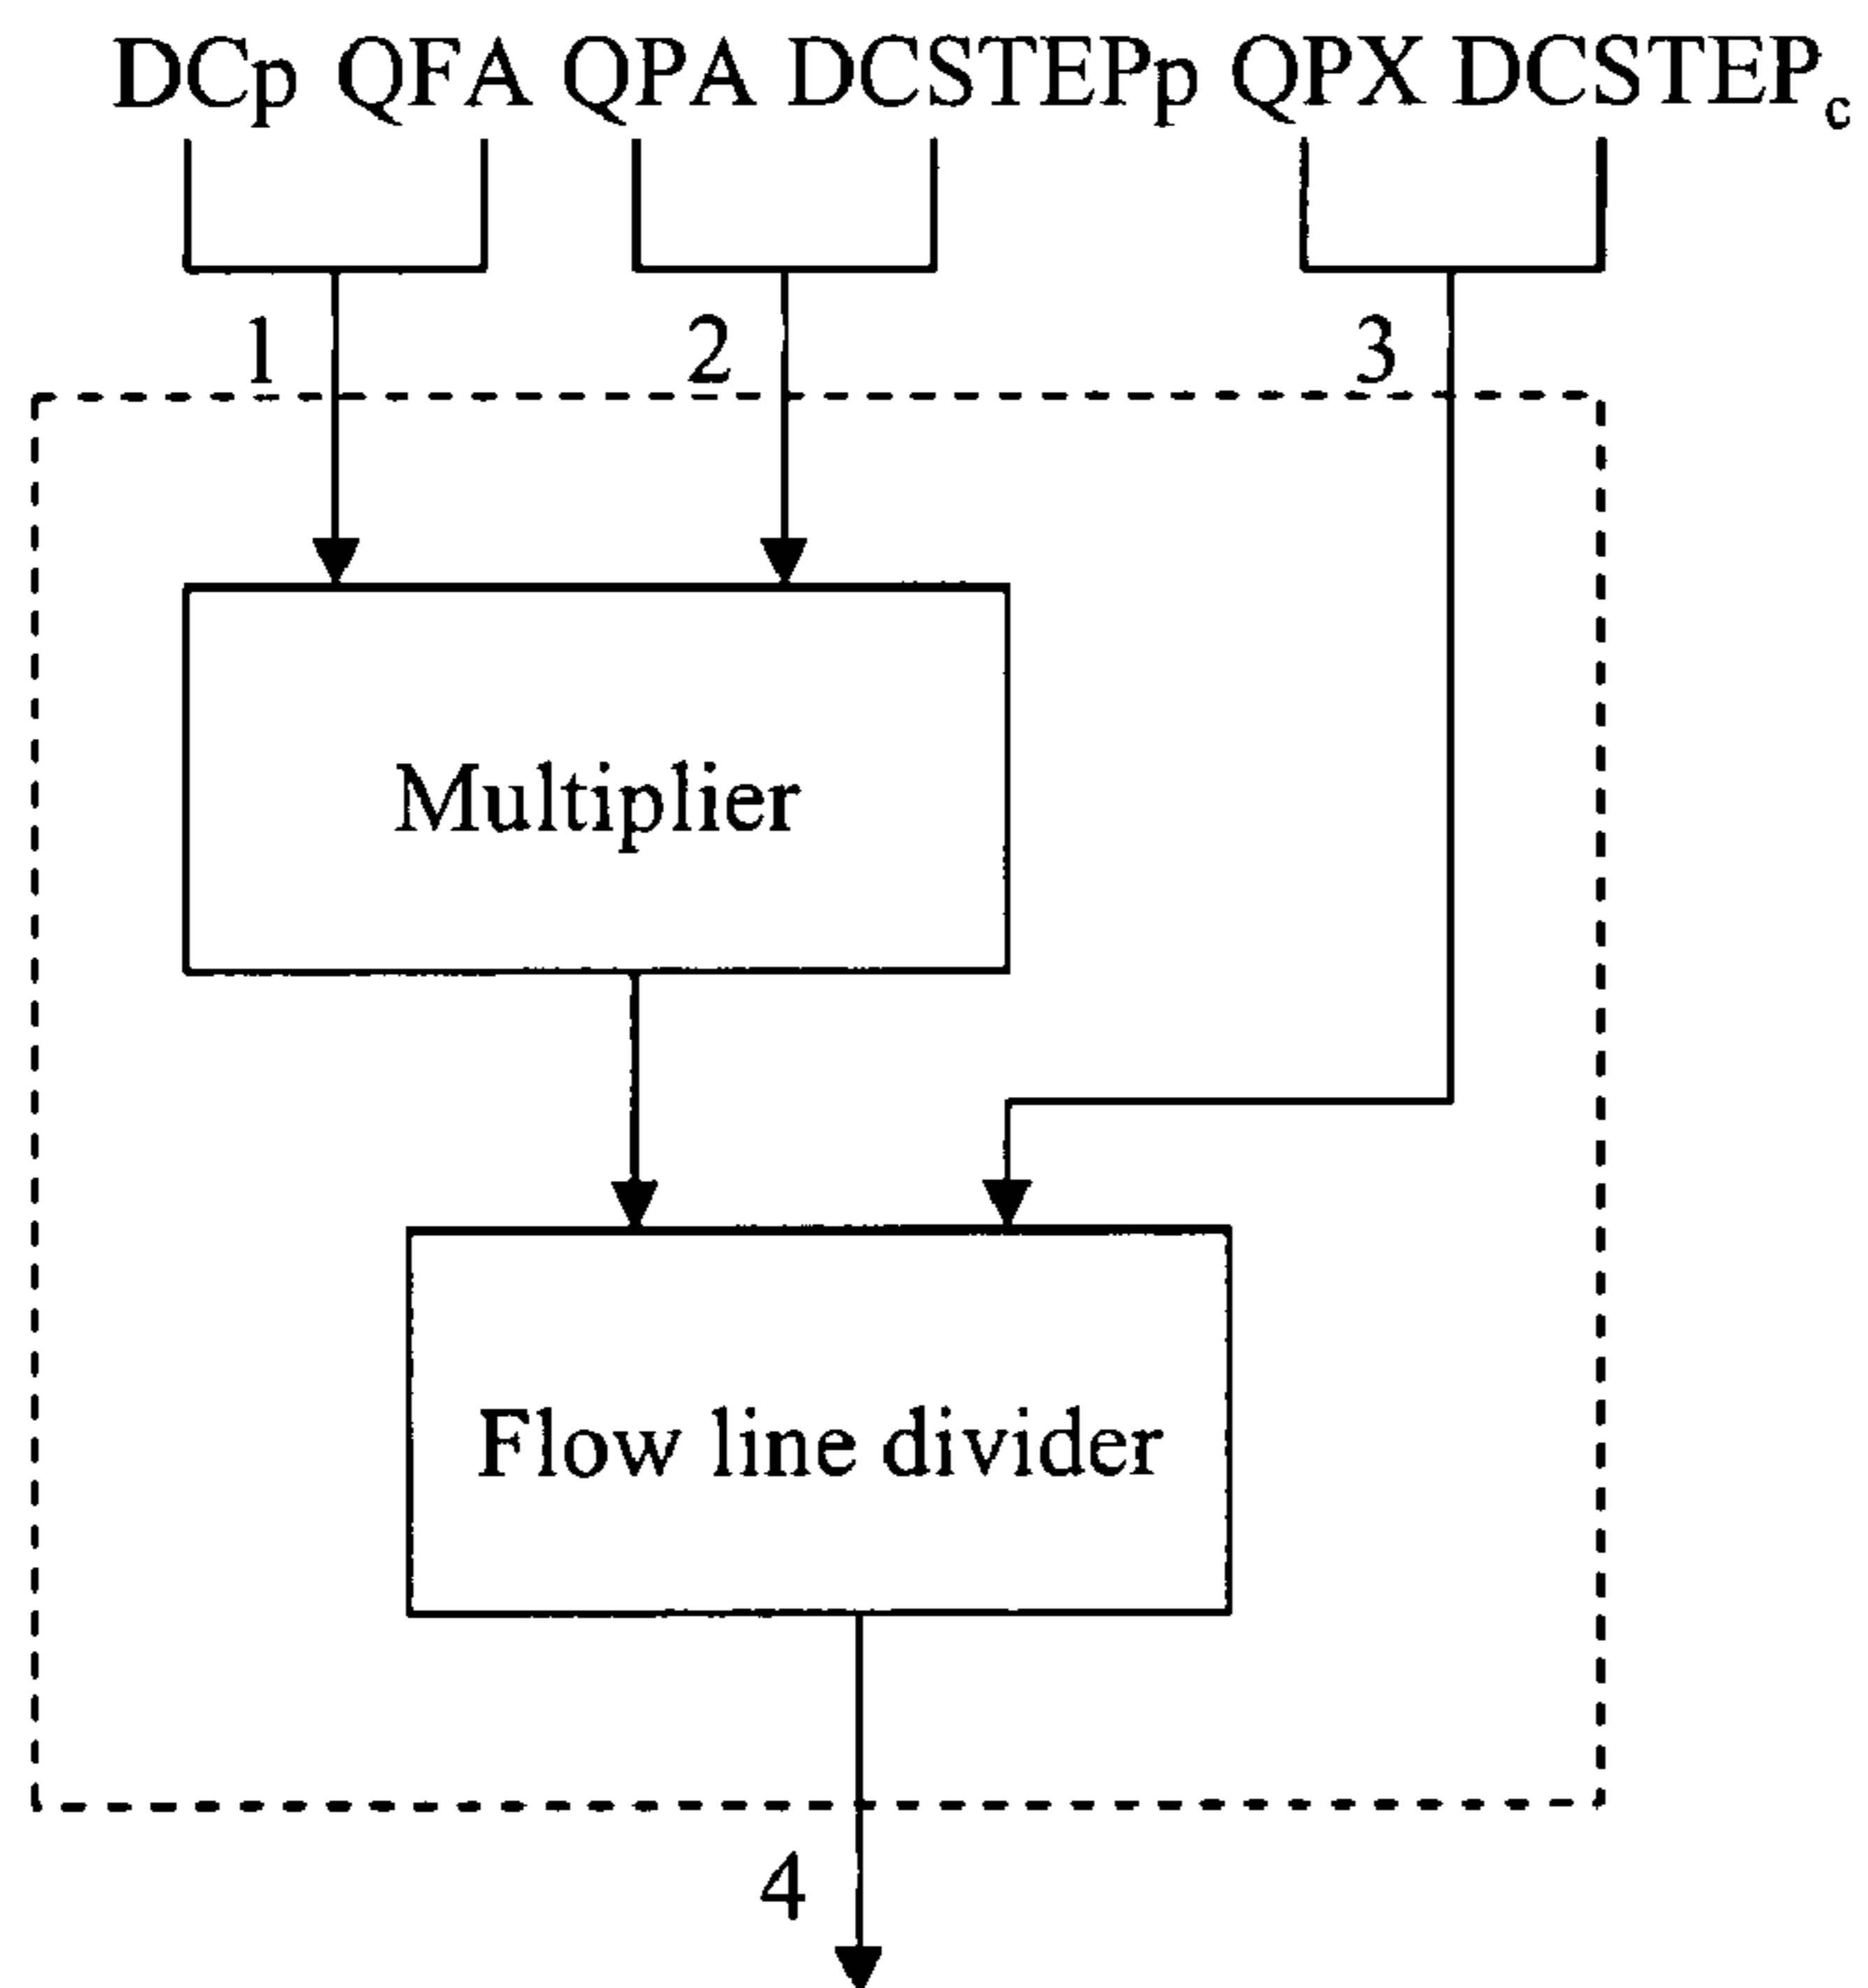 DCp QFA QPA DCSTEPp QPX DCSTEPc
1 2 3
Multiplier
Flow line divider
4